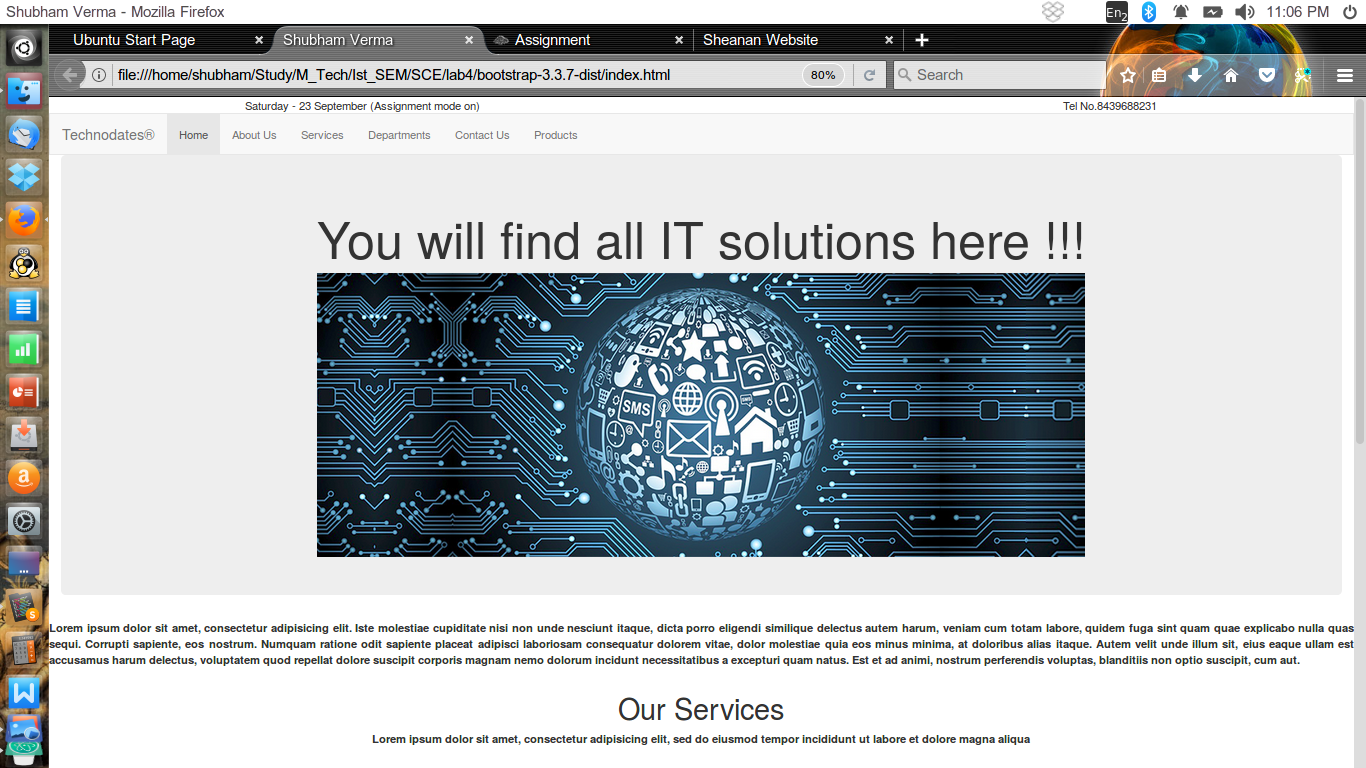 Shubham Verma - Mozilla Firefox
En2
11:06 PM
Ubuntu Start Page
Shubham Verma
Assignment
Sheanan Website
file:///home/shubham/Study/M_Tech/Ist_SEM/SCE/lab4/bootstrap-3.3.7-dist/index.html
80%
Search
Saturday - 23 September (Assignment mode on)
Tel No.8439688231
Technodates®
Home
About Us
Services
Departments
Contact Us
Products
You will find all IT solutions here !!!
SMS
Lorem ipsum dolor sit amet, consectetur adipisicing elit. Iste molestiae cupiditate nisi non unde nesciunt itaque, dicta porro eligendi similique delectus autem harum, veniam cum totam labore, quidem fuga sint quam quae explicabo nulla quas
sequi. Corrupti sapiente, eos nostrum. Numquam ratione odit sapiente placeat adipisci laboriosam consequatur dolorem vitae, dolor molestiae quia eos minus minima, at doloribus alias itaque. Autem velit unde illum sit, eius eaque ullam est
accusamus harum delectus, voluptatem quod repellat dolore suscipit corporis magnam nemo dolorum incidunt necessitatibus a excepturi quam natus. Est et ad animi, nostrum perferendis voluptas, blanditiis non optio suscipit, cum aut.
Our Services
Lorem ipsum dolor sit amet, consectetur adipisicing elit, sed do eiusmod tempor incididunt ut labore et dolore magna aliqua